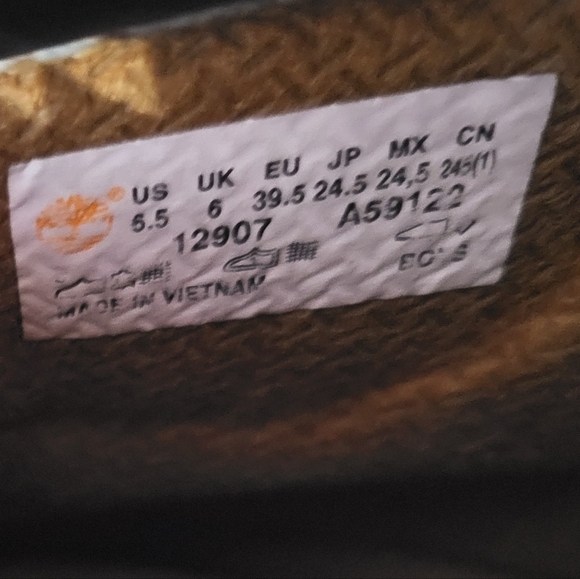 US UK EU JP MX CN
6.5 6 39.5 24.5 24,5 245(1)
12907 A59122
MADE IN VIETNAM